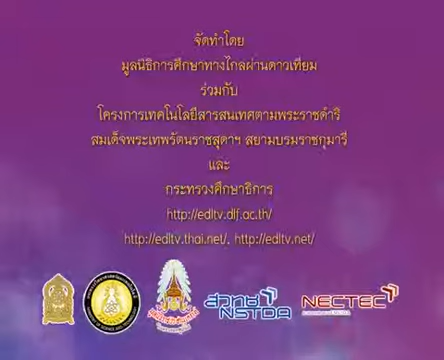 จัดทำโดย
มูลนิธิการศึกษาทางไกลผ่านดาวเทียม
ร่วมกับ
โครงการเทคโนโลยีสารสนเทศตามพระราชดำริ
สมเด็จพระเทพรัตนราชสุดาฯ สยามบรมราชกุมารี
และ
กระทรวงศึกษาธิการ
http://edltv.dlf.ac.th/
http://edltv.thai.net/, http://edltv.net/
สวทช NECTEC
NSTDA